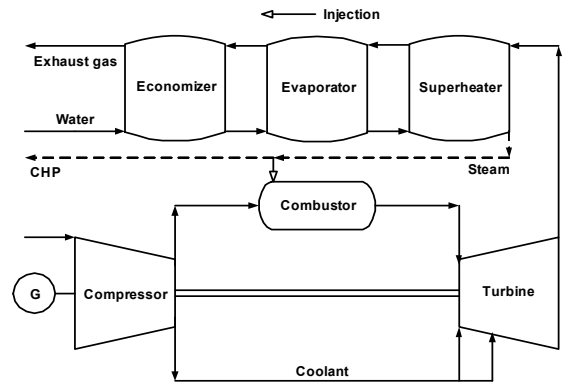 Injection
Exhaust gas
Economizer
Evaporator
Superheater
Water
CHP
Steam
Combustor
G
Compressor
Turbine
Coolant